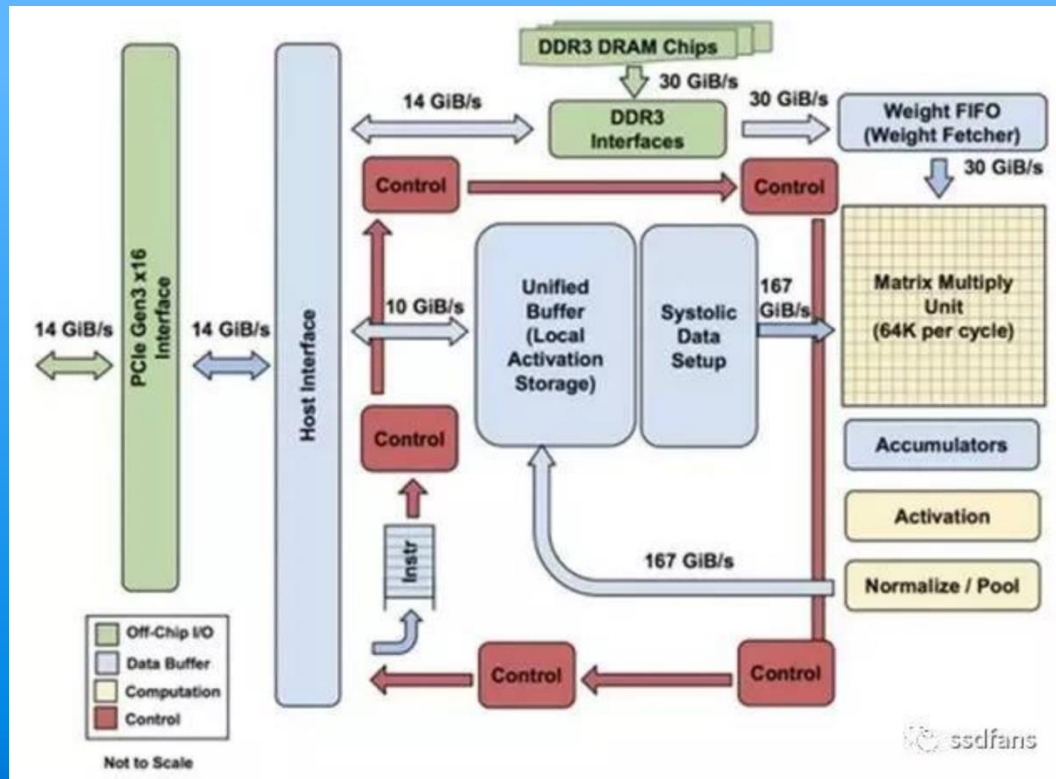 DDR3 DRAM Chips
30 GiB/s
14 GiB/s
30 GiB/s
DDR3
Interfaces
Weight FIFO
(Weight Fetcher)
30 GiB/s
Control
Control
PCIe Gen3 x16
Interface
14 GiB/s
14 GiB/s
Host Interface
10 GiB/s
Unified
Buffer
(Local
Activation
Storage)
Systolic
Data
Setup
167
GiB/s
Matrix Multiply
Unit
(64K per cycle)
Control
Accumulators
Activation
Instr
167 GiB/s
Normalize / Pool
Control
Control
Off-Chip I/O
Data Buffer
Computation
Control
Not to Scale
ssdfans